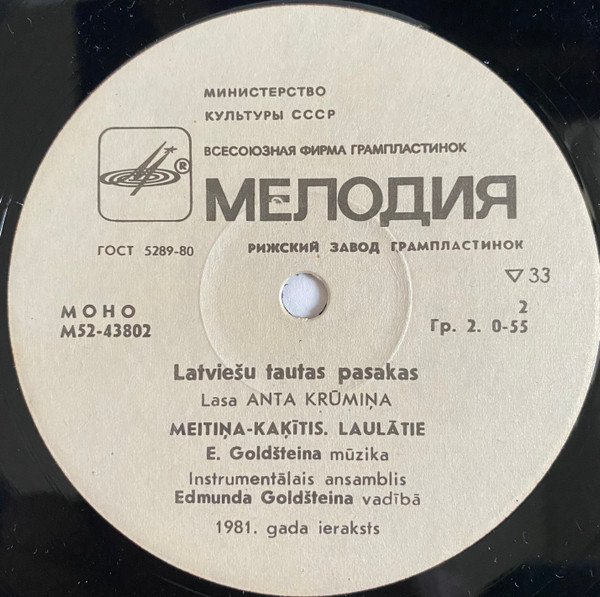 МИНИСТЕРСТВО
КУЛЬТУРЫ СССР
ВСЕСОЮЗНАЯ ФИРМА ГРАМПЛАСТИНОК
®
МЕЛОДИЯ
ГОСТ 5289-80
РИЖСКИЙ ЗАВОД ГРАМПЛАСТИНОК
▽ 33
МОНО
2
М52-43802
Гр. 2. 0-55
Latviešu tautas pasakas
Lasa ANTA KRŪMIŅA
MEITIŅA-KAĶĪTIS. LAULĀTIE
E. Goldšteina mūzika
Instrumentālais ansamblis
Edmunda Goldšteina vadībā
1981. gada ieraksts